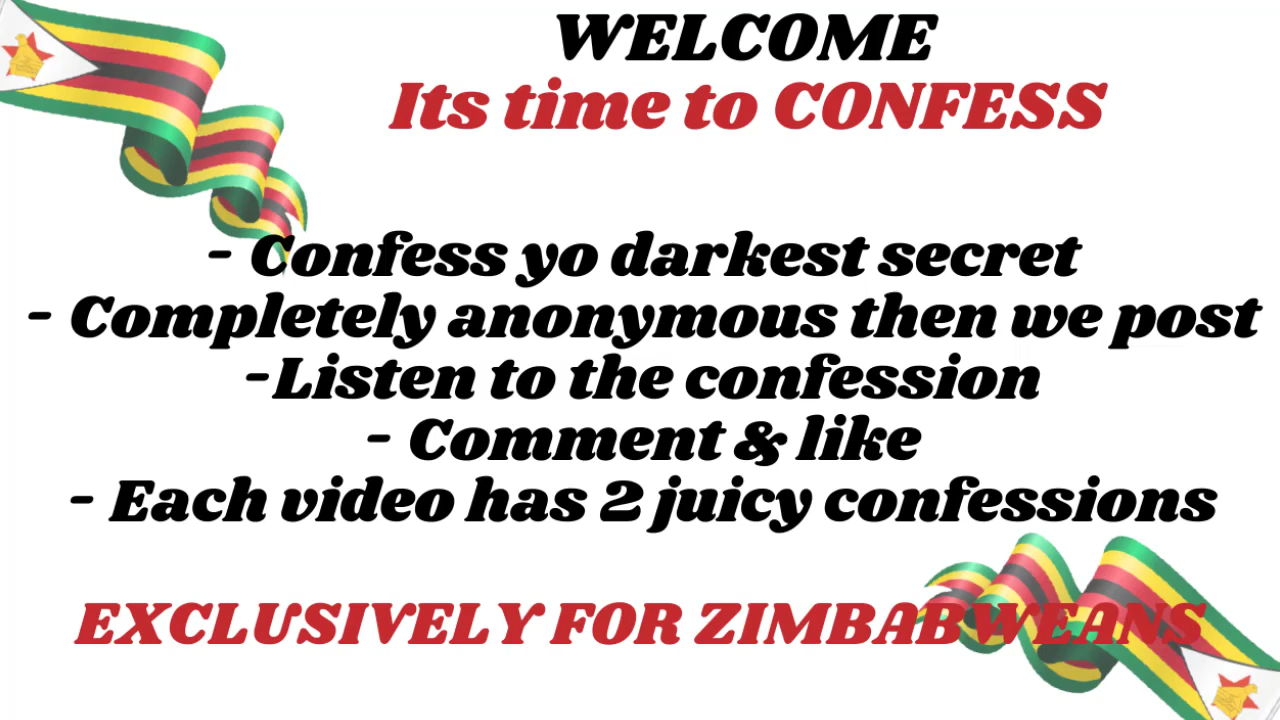 WELCOME
Its time to CONFESS
- Confess yo darkest secret
- Completely anonymous then we post
-Listen to the confession
- Comment & like
- Each video has 2 juicy confessions
EXCLUSIVELY FOR ZIMBABWEANS